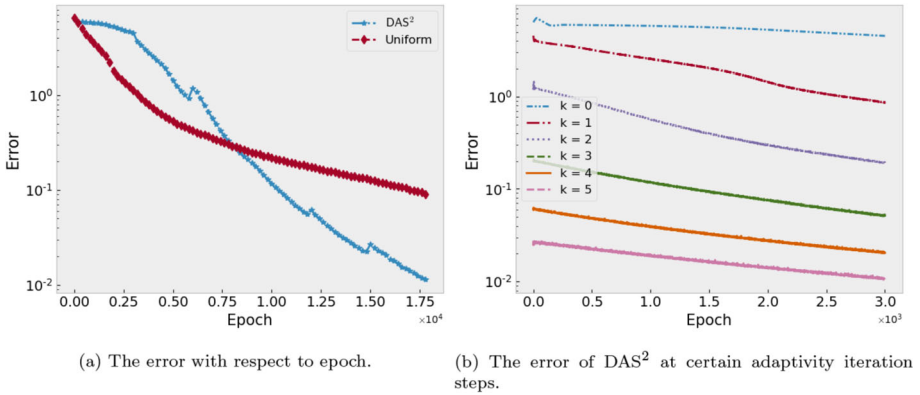 DAS²
Uniform
10⁰
10⁻¹
10⁻²
Error
0.00 0.25 0.50 0.75 1.00 1.25 1.50 1.75
×10⁴
Epoch
(a) The error with respect to epoch.
k = 0
k = 1
k = 2
k = 3
k = 4
k = 5
10⁰
10⁻¹
10⁻²
Error
0.0 0.5 1.0 1.5 2.0 2.5 3.0
×10³
Epoch
(b) The error of DAS² at certain adaptivity iteration
steps.